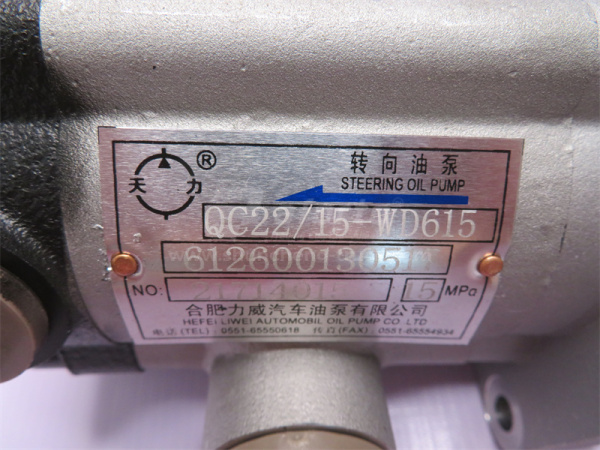 天力 ®
转向油泵
STEERING OIL PUMP
QC22/15-WD615
61260013051
NO: 15 MPa
合肥力威汽车油泵有限公司
HEFEI LIWEI AUTOMOBIL OIL PUMP CO LTD
电话(TEL): 0551-65550618 传真(FAX): 0551-65554934